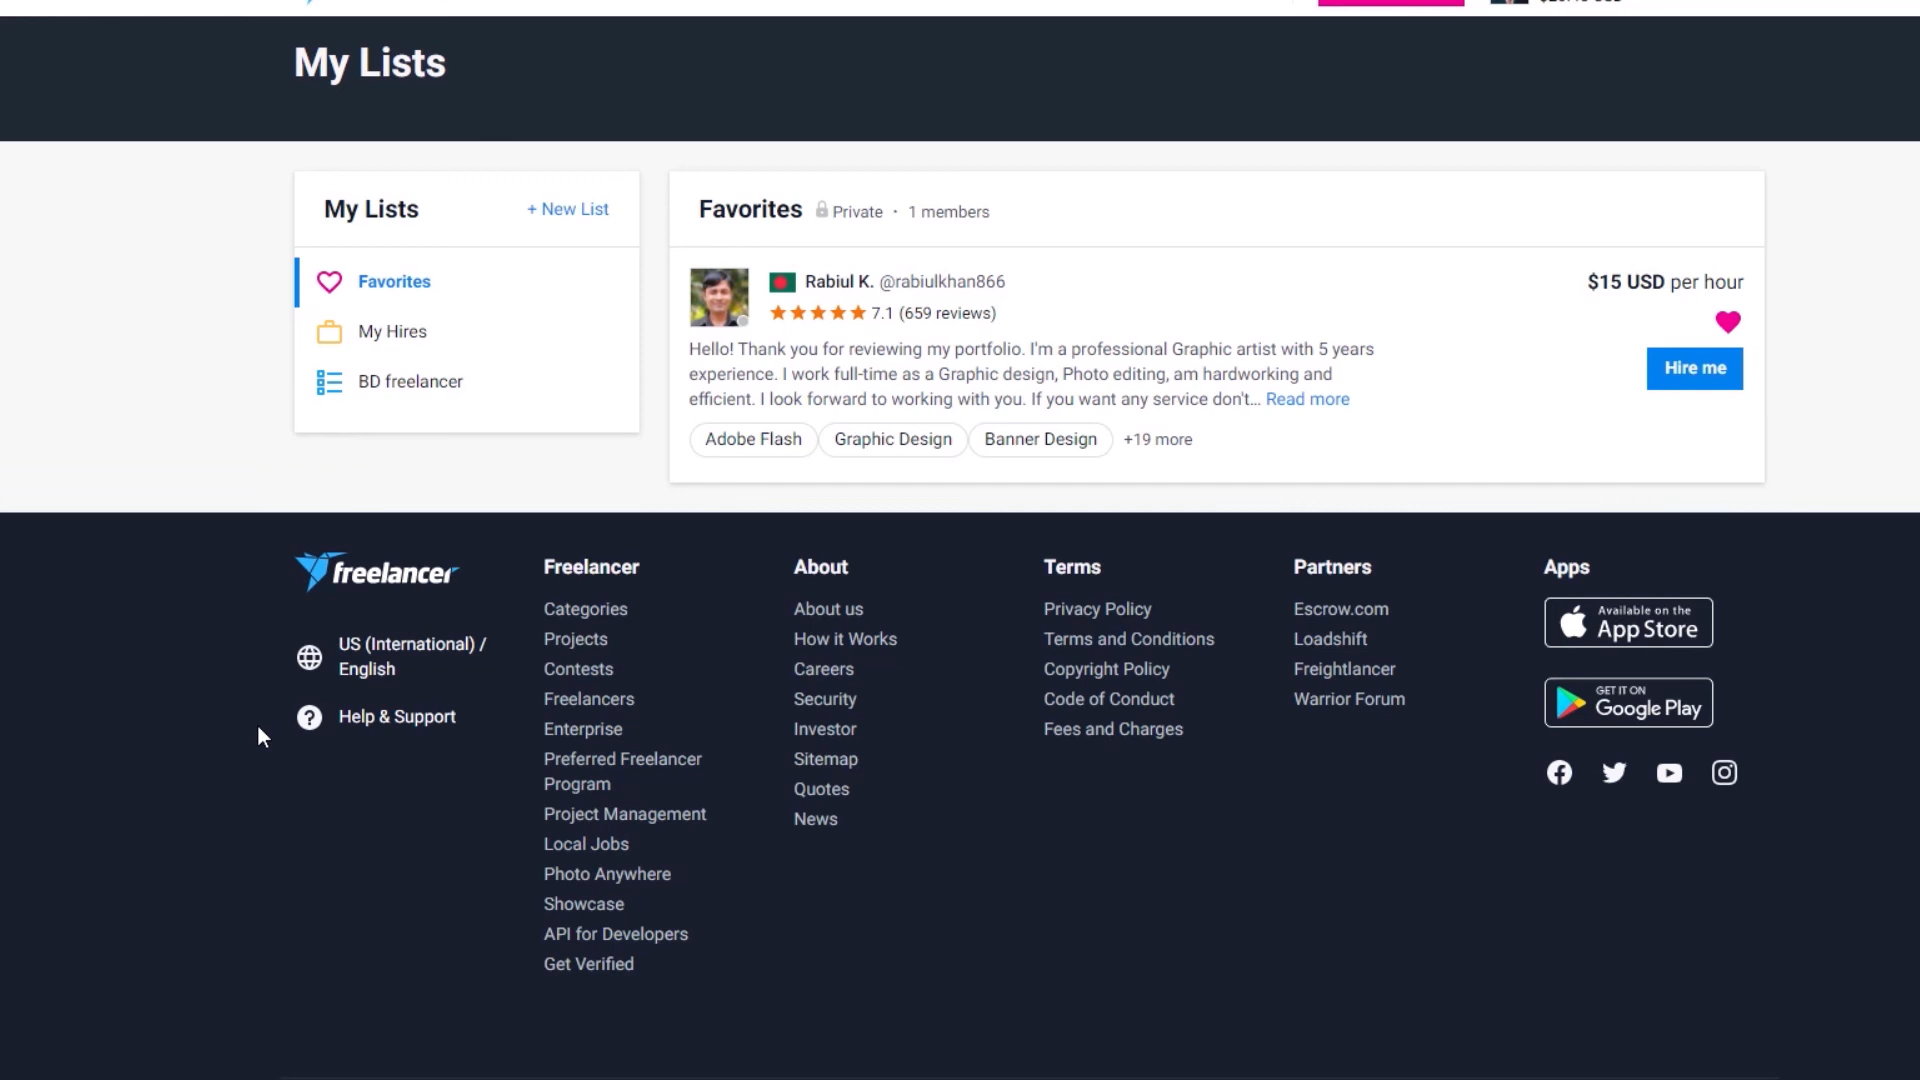 My Lists
My Lists
+ New List
Favorites
My Hires
BD freelancer
Favorites Private · 1 members
Rabiul K. @rabiulkhan866
$15 USD per hour
7.1 (659 reviews)
Hello! Thank you for reviewing my portfolio. I'm a professional Graphic artist with 5 years
experience. I work full-time as a Graphic design, Photo editing, am hardworking and
efficient. I look forward to working with you. If you want any service don't... Read more
Hire me
Adobe Flash Graphic Design Banner Design +19 more
freelancer
US (International) /
English
Help & Support
Freelancer
Categories
Projects
Contests
Freelancers
Enterprise
Preferred Freelancer
Program
Project Management
Local Jobs
Photo Anywhere
Showcase
API for Developers
Get Verified
About
About us
How it Works
Careers
Security
Investor
Sitemap
Quotes
News
Terms
Privacy Policy
Terms and Conditions
Copyright Policy
Code of Conduct
Fees and Charges
Partners
Escrow.com
Loadshift
Freightlancer
Warrior Forum
Apps
Available on the
App Store
GET IT ON
Google Play